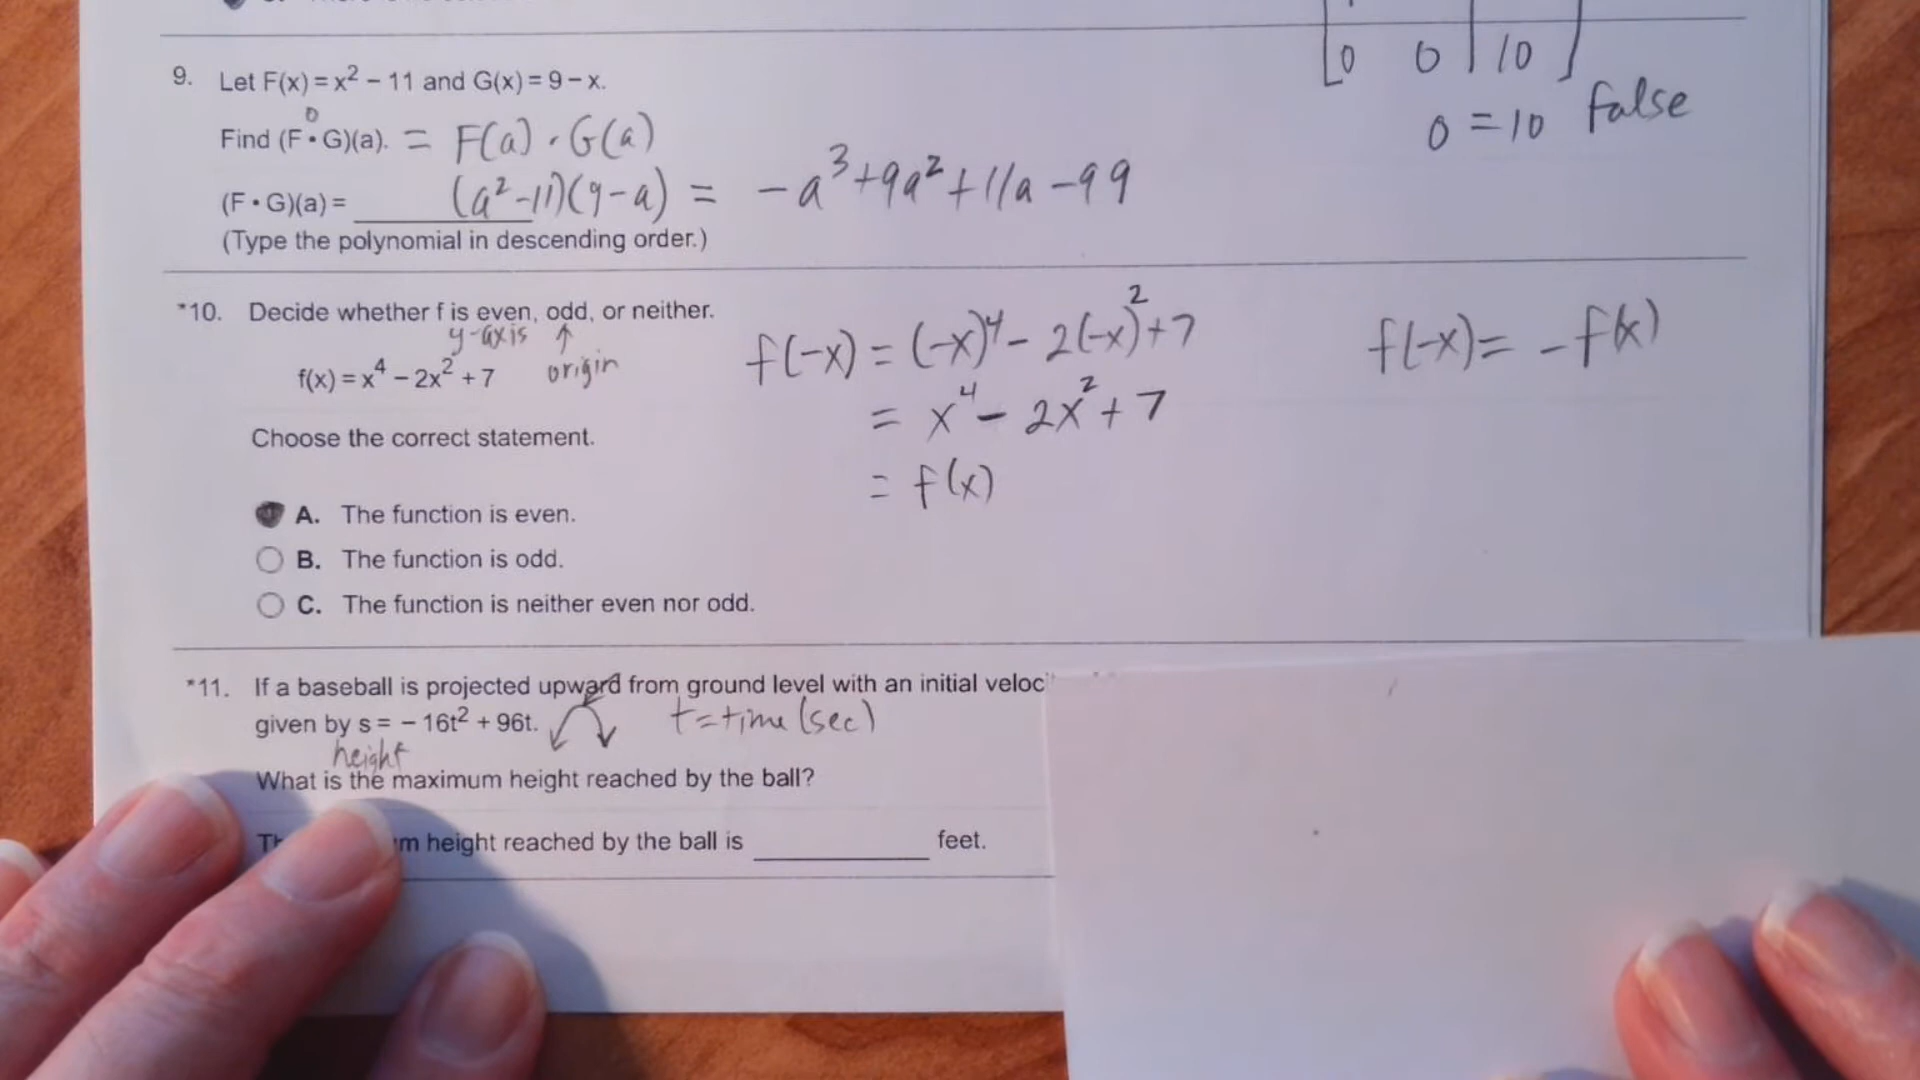 [0 0 | 10]
9. Let F(x) = x² – 11 and G(x) = 9 – x.
0 = 10 false
o
Find (F • G)(a). = F(a) · G(a)
(F • G)(a) = (a²-11)(9-a) = -a³+9a²+11a-99
(Type the polynomial in descending order.)
*10. Decide whether f is even, odd, or neither.
y-axis ↑
origin
f(x) = x⁴ – 2x² + 7
f(-x) = (-x)⁴ - 2(-x)²+7
= x⁴ - 2x² + 7
= f(x)
f(-x) = -f(x)
Choose the correct statement.
A. The function is even.
B. The function is odd.
C. The function is neither even nor odd.
*11. If a baseball is projected upward from ground level with an initial veloc
given by s = – 16t² + 96t. t=time (sec)
height
What is the maximum height reached by the ball?
m height reached by the ball is ________ feet.